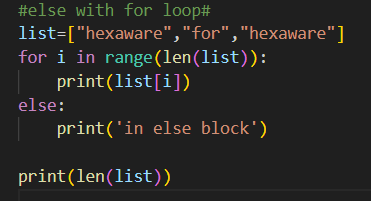 #else with for loop#
list=["hexaware","for","hexaware"]
for i in range(len(list)):
    print(list[i])
else:
    print('in else block')
print(len(list))